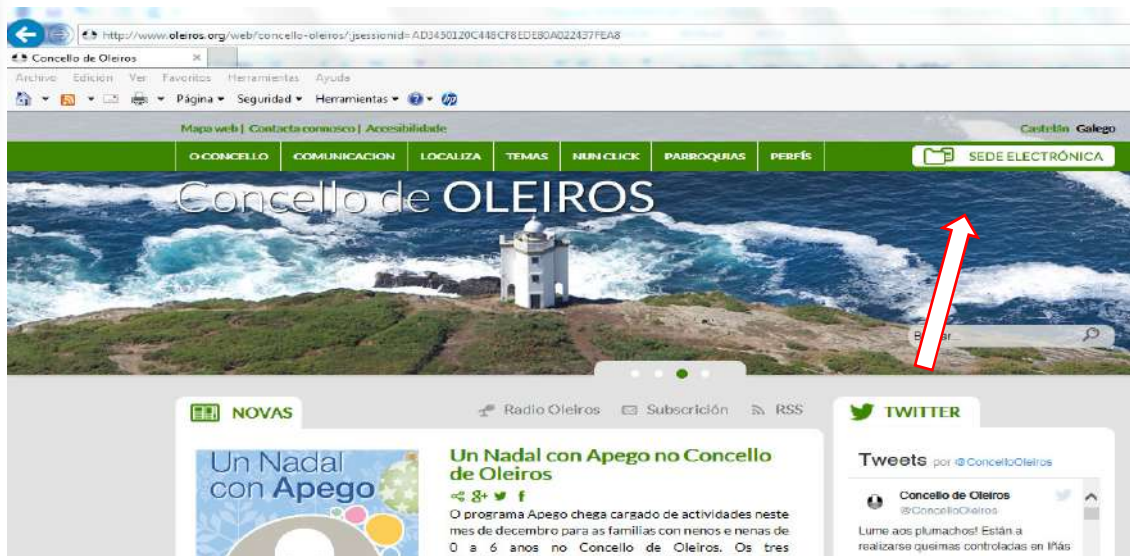 http://www.oleiros.org/web/concello-oleiros/;jsessionid=AD3450120C448CF8EDE80A022437FEA8
Concello de Oleiros ×
Archivo Edición Ver Favoritos Herramientas Ayuda
Página Seguridad Herramientas
Mapa web | Contacta connosco | Accesibilidade Castelán Galego
O CONCELLO COMUNICACION LOCALIZA TEMAS NUN CLICK PARROQUIAS PERFÍS SEDE ELECTRÓNICA
Concello de OLEIROS
NOVAS Radio Oleiros Subscrición RSS TWITTER
Un Nadal
con Apego
Un Nadal con Apego no Concello
de Oleiros
O programa Apego chega cargado de actividades neste
mes de decembro para as familias con nenos e nenas de
0 a 6 anos no Concello de Oleiros. Os tres
Tweets por @ConcelloOleiros
Concello de Oleiros
@ConcelloOleiros
Lume aos plumachos! Están a
realizarse queimas controladas en Iñás